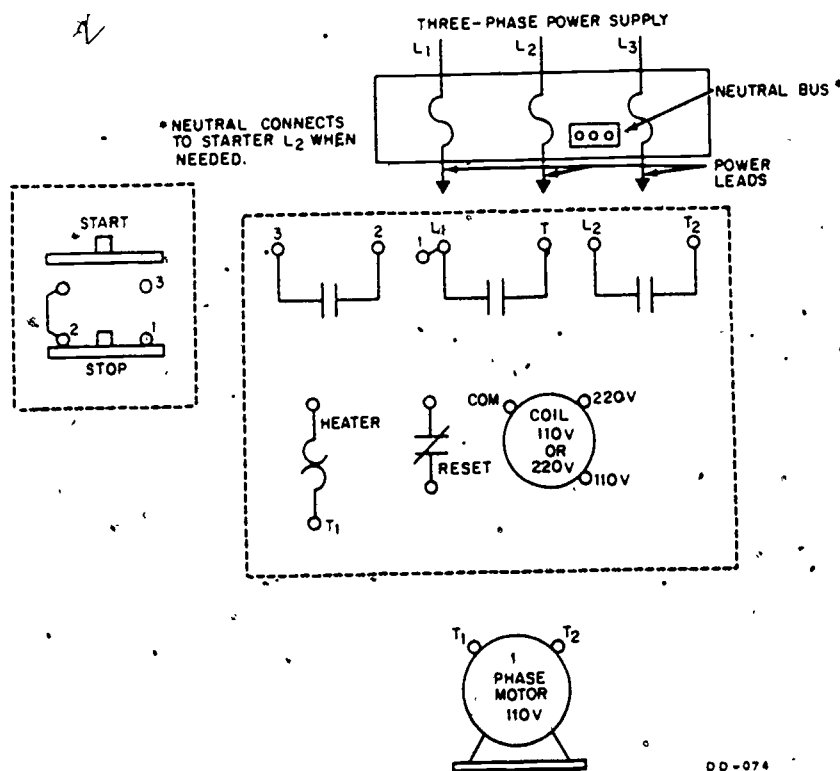 THREE-PHASE POWER SUPPLY
L1
L2
L3
NEUTRAL BUS *
* NEUTRAL CONNECTS
TO STARTER L2 WHEN
NEEDED.
POWER
LEADS
START
3
2
1
STOP
3
2
1
L1
T
L2
T2
HEATER
T1
RESET
COM
COIL
110V
OR
220V
220V
110V
T1
T2
1
PHASE
MOTOR
110V
DD-074